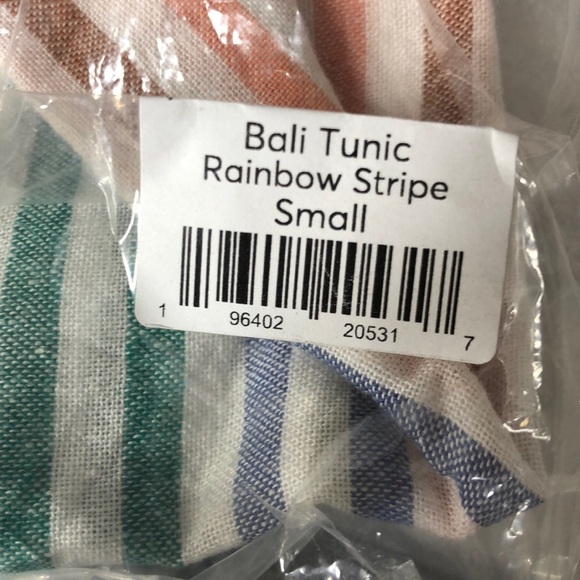 Bali Tunic
Rainbow Stripe
Small
1 96402 20531 7